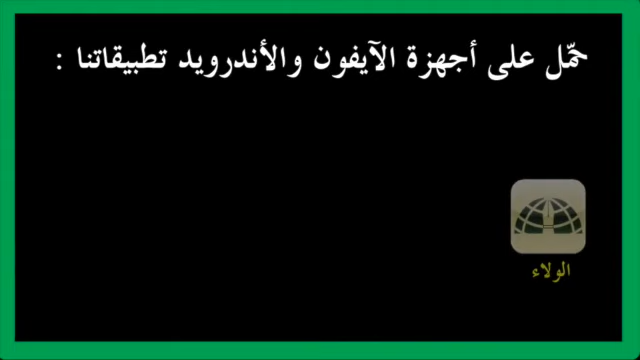 حمّل على أجهزة الآيفون والأندرويد تطبيقاتنا :
الولاء